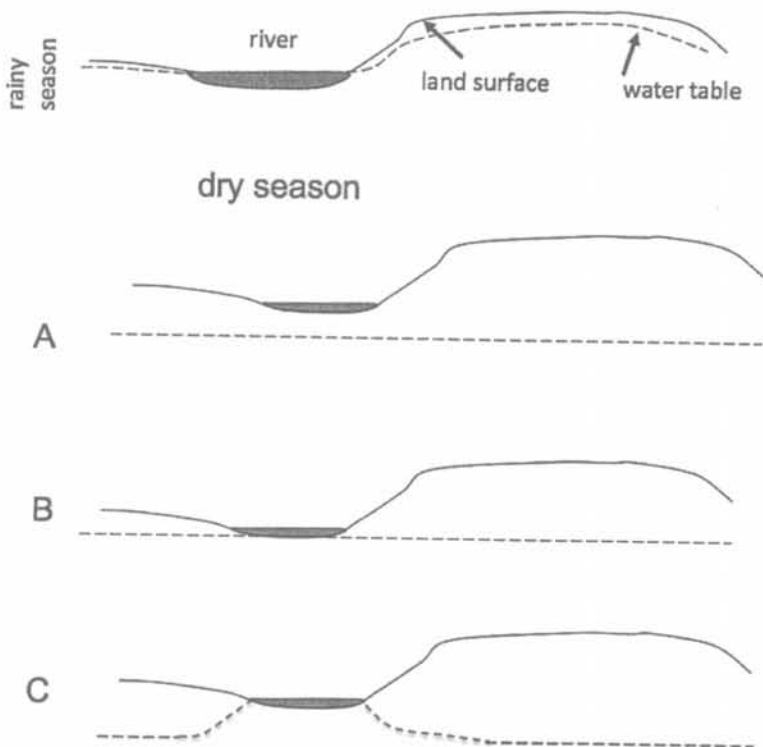 rainy
season
river
land surface
water table
dry season
A
B
C